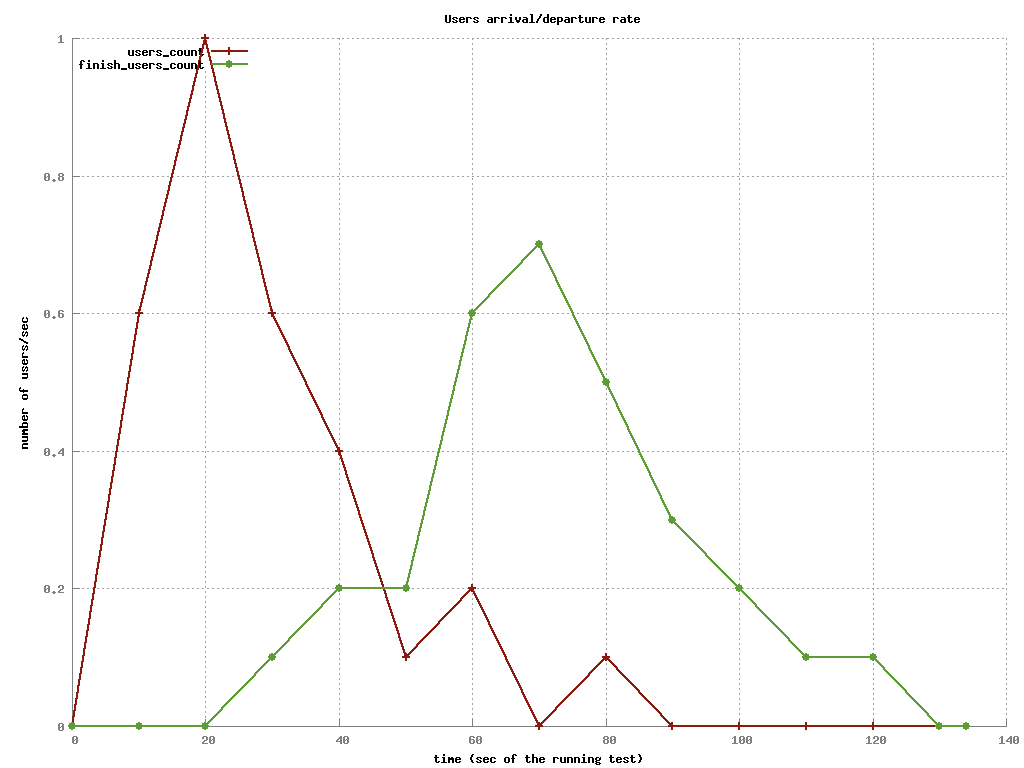 Users arrival/departure rate
1
users_count
finish_users_count
0.8
0.6
0.4
0.2
0
number of users/sec
0 20 40 60 80 100 120 140
time (sec of the running test)